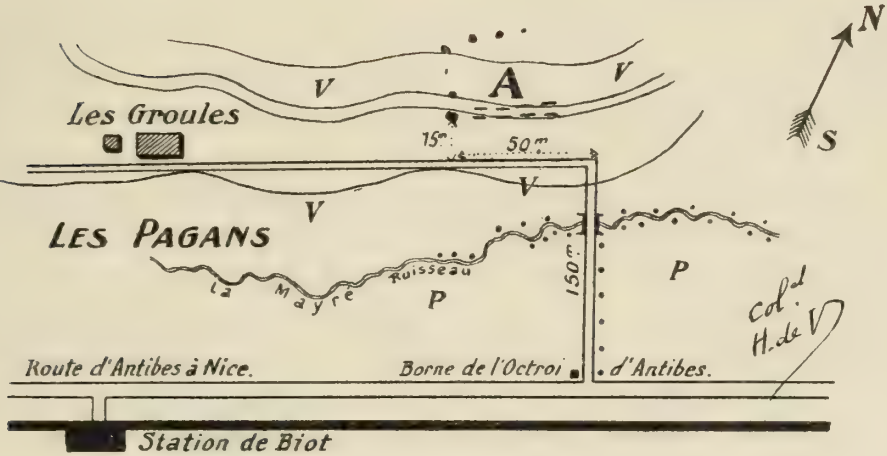 N
V
A
V
Les Groules
15m
50m
S
V
V
LES PAGANS
La Mayre Ruisseau
P
150m
P
Col.d
H. de V
Route d'Antibes à Nice.
Borne de l'Octroi d'Antibes.
Station de Biot